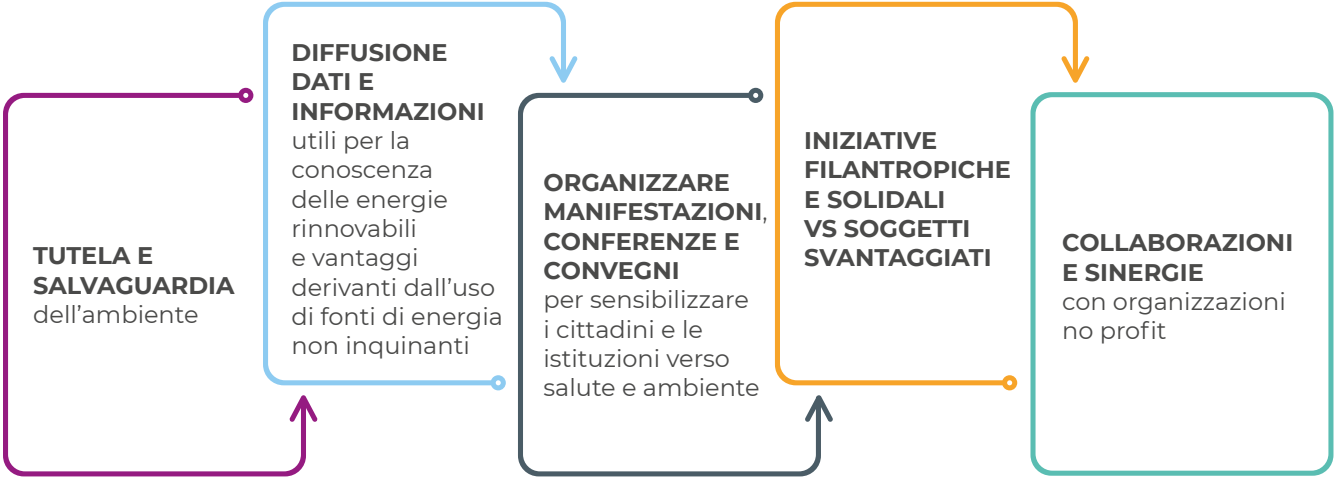 TUTELA E
SALVAGUARDIA
dell'ambiente
DIFFUSIONE
DATI E
INFORMAZIONI
utili per la
conoscenza
delle energie
rinnovabili
e vantaggi
derivanti dall'uso
di fonti di energia
non inquinanti
ORGANIZZARE
MANIFESTAZIONI,
CONFERENZE E
CONVEGNI
per sensibilizzare
i cittadini e le
istituzioni verso
salute e ambiente
INIZIATIVE
FILANTROPICHE
E SOLIDALI
VS SOGGETTI
SVANTAGGIATI
COLLABORAZIONI
E SINERGIE
con organizzazioni
no profit